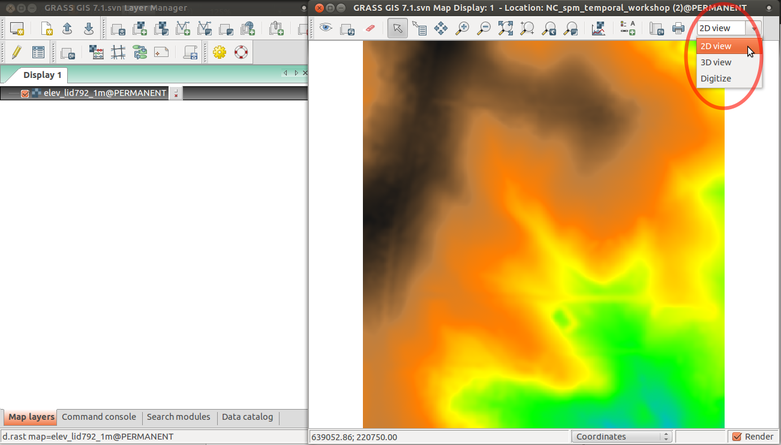 GRASS GIS 7.1.svn Layer Manager
GRASS GIS 7.1.svn Map Display: 1 - Location: NC_spm_temporal_workshop (2)@PERMANENT
2D view
2D view
3D view
Digitize
Display 1
elev_lid792_1m@PERMANENT
Map layers
Command console
Search modules
Data catalog
d.rast map=elev_lid792_1m@PERMANENT
639052.86; 220750.00
Coordinates
Render